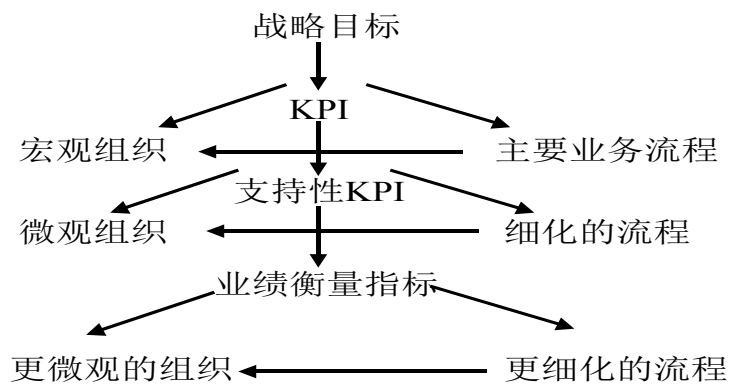 战略目标
KPI
宏观组织 主要业务流程
支持性KPI
微观组织 细化的流程
业绩衡量指标
更微观的组织 更细化的流程